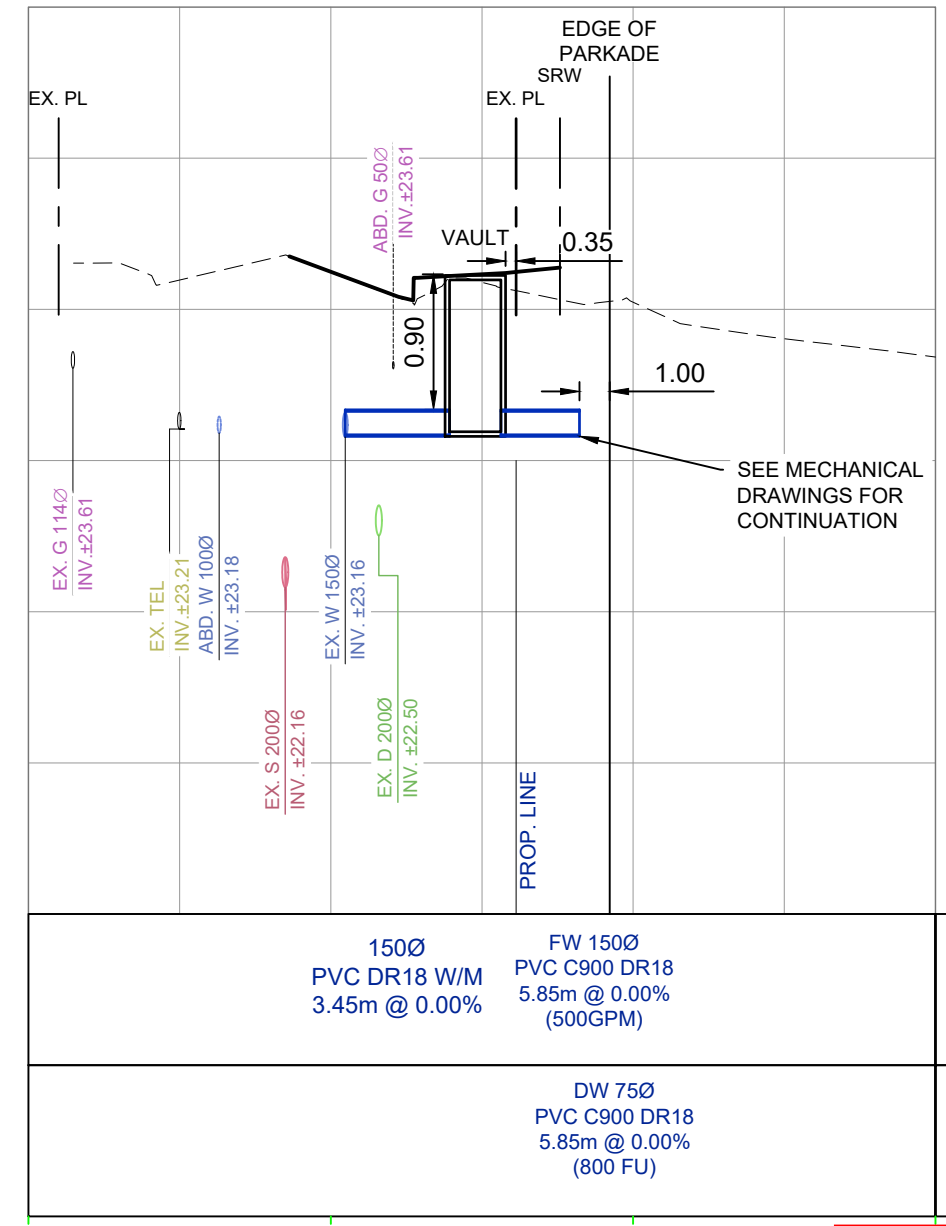 EDGE OF
PARKADE
SRW
EX. PL
EX. PL
ABD. G 50Ø
INV.±23.61
VAULT
0.35
0.90
1.00
SEE MECHANICAL
DRAWINGS FOR
CONTINUATION
EX. G 114Ø
INV.±23.61
EX. TEL
INV.±23.21
ABD. W 100Ø
INV. ±23.18
EX. S 200Ø
INV. ±22.16
EX. W 150Ø
INV. ±23.16
EX. D 200Ø
INV. ±22.50
PROP. LINE
150Ø
PVC DR18 W/M
3.45m @ 0.00%
FW 150Ø
PVC C900 DR18
5.85m @ 0.00%
(500GPM)
DW 75Ø
PVC C900 DR18
5.85m @ 0.00%
(800 FU)